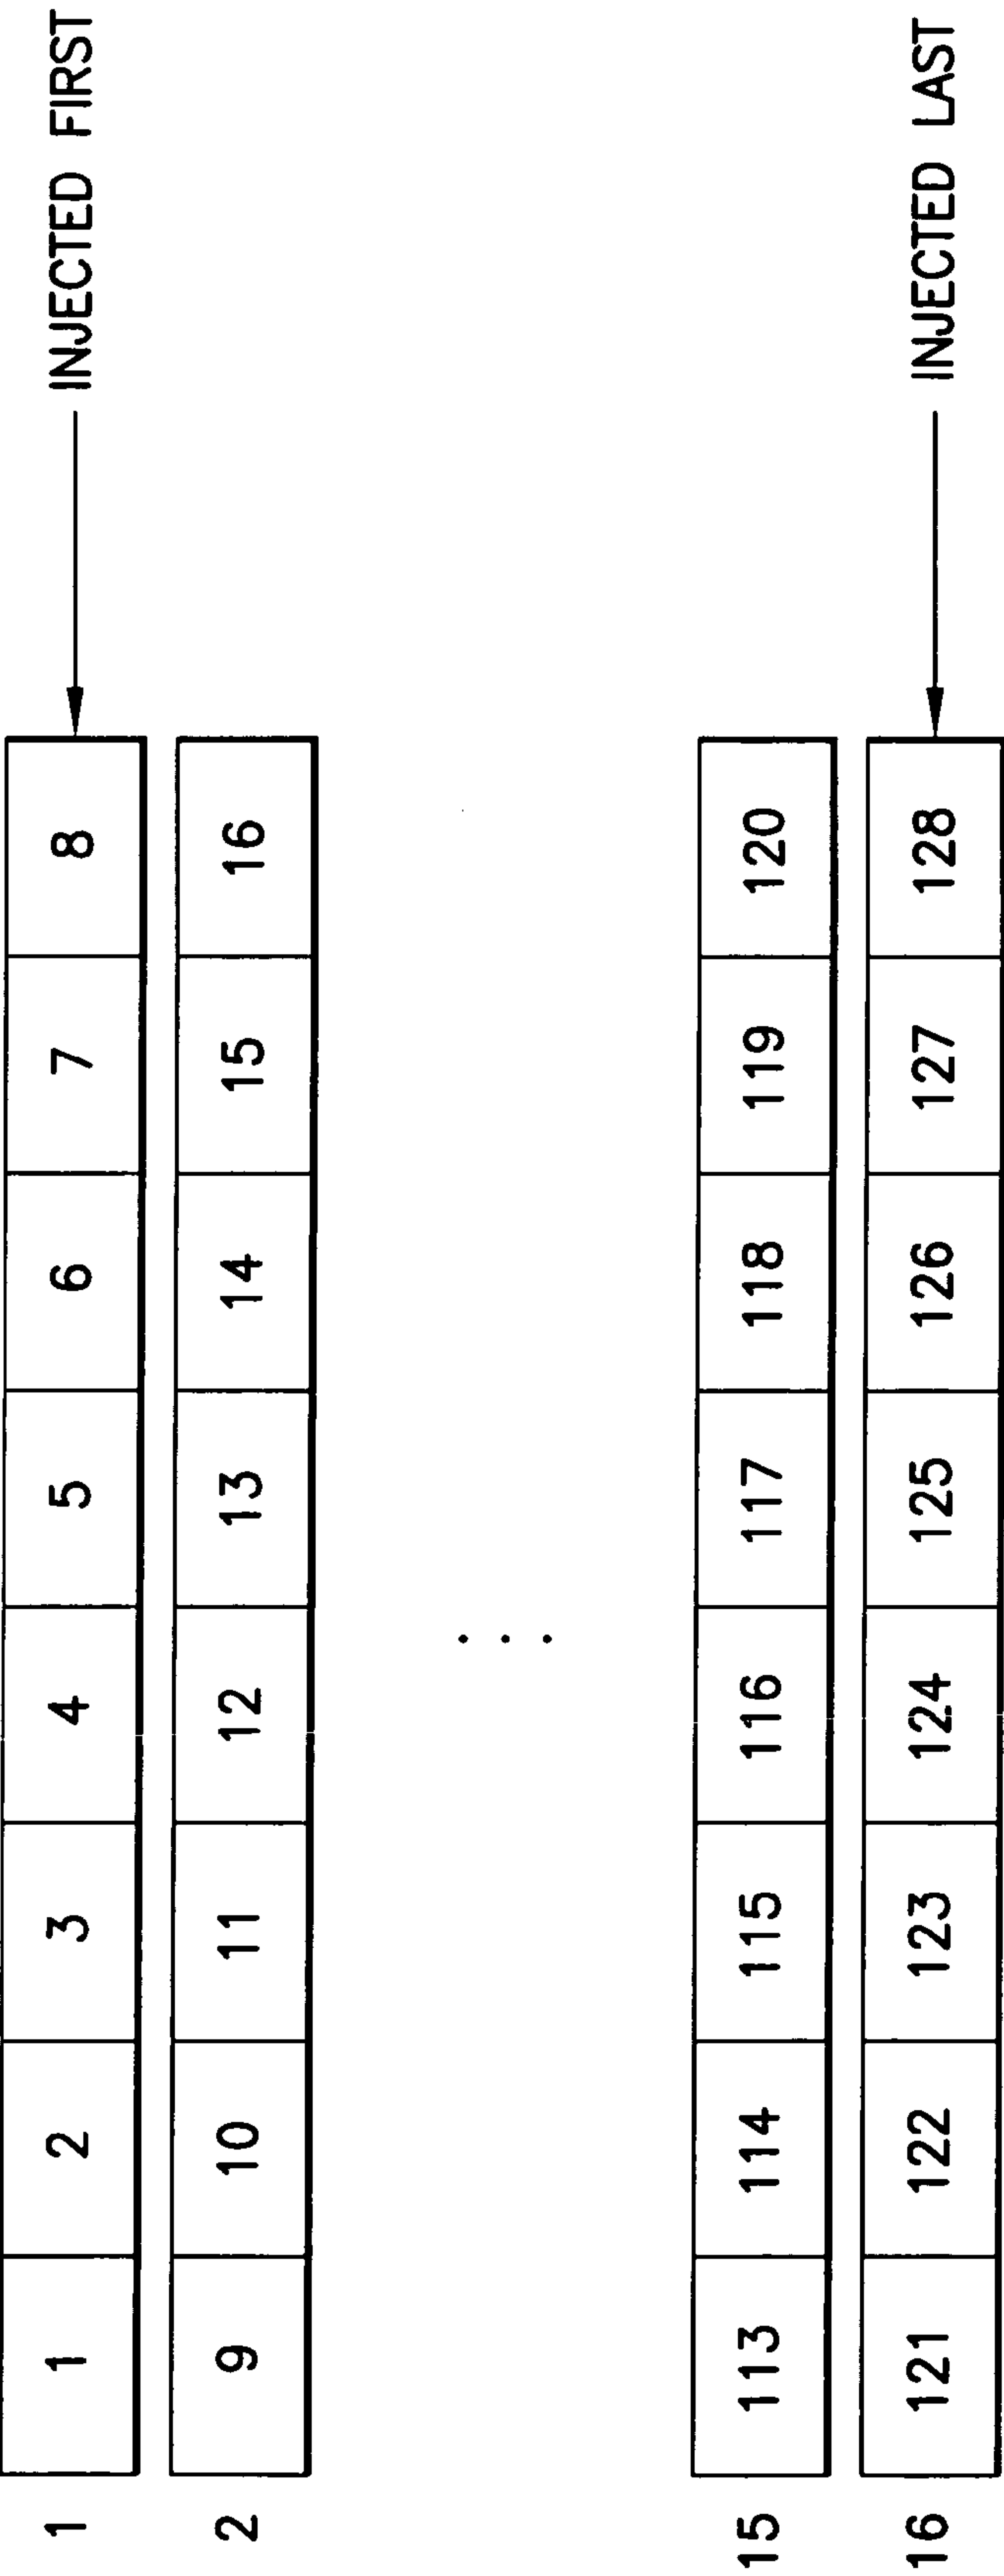 1 1 2 3 4 5 6 7 8 INJECTED FIRST
2 9 10 11 12 13 14 15 16
15 113 114 115 116 117 118 119 120
16 121 122 123 124 125 126 127 128 INJECTED LAST